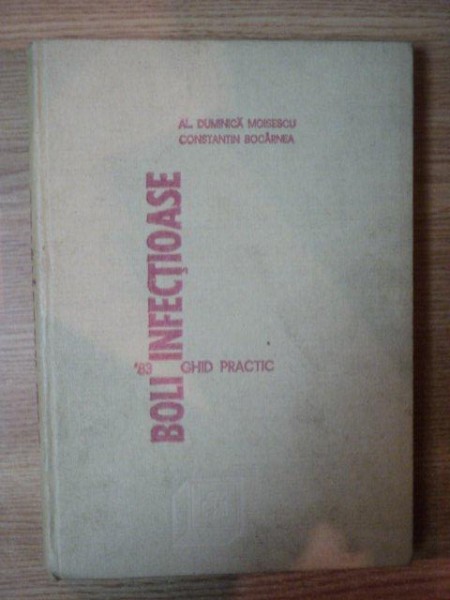 AL. DUMINICĂ MOISESCU
CONSTANTIN BOCÂRNEA
BOLI INFECȚIOASE
'83 GHID PRACTIC